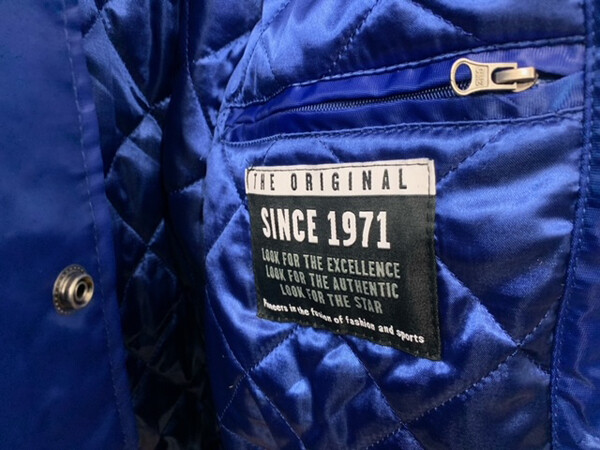 THE ORIGINAL
SINCE 1971
LOOK FOR THE EXCELLENCE
LOOK FOR THE AUTHENTIC
LOOK FOR THE STAR
Pioneers in the fusion of fashion and sports